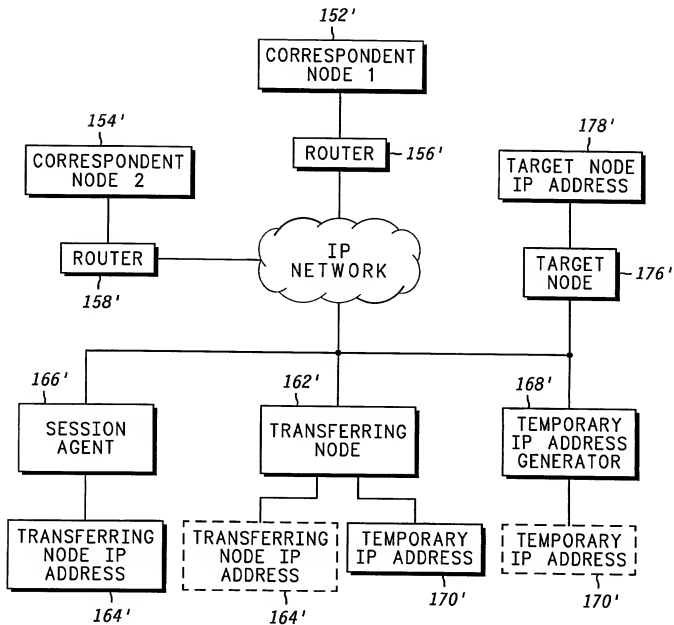 152'
CORRESPONDENT
NODE 1
154'
CORRESPONDENT
NODE 2
ROUTER
156'
178'
TARGET NODE
IP ADDRESS
ROUTER
158'
IP
NETWORK
TARGET
NODE
176'
166'
SESSION
AGENT
162'
TRANSFERRING
NODE
168'
TEMPORARY
IP ADDRESS
GENERATOR
TRANSFERRING
NODE IP
ADDRESS
164'
TRANSFERRING
NODE IP
ADDRESS
164'
TEMPORARY
IP ADDRESS
170'
TEMPORARY
IP ADDRESS
170'